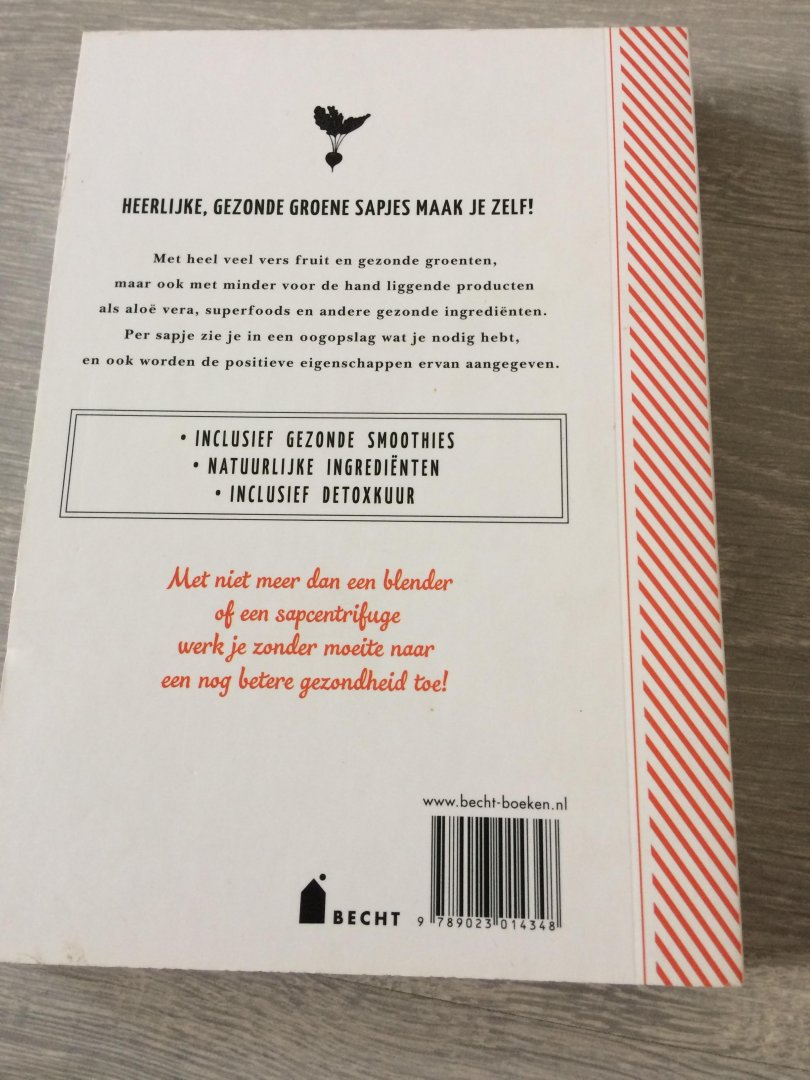 HEERLIJKE, GEZONDE GROENE SAPJES MAAK JE ZELF!
Met heel veel vers fruit en gezonde groenten,
maar ook met minder voor de hand liggende producten
als aloë vera, superfoods en andere gezonde ingrediënten.
Per sapje zie je in een oogopslag wat je nodig hebt,
en ook worden de positieve eigenschappen ervan aangegeven.
• INCLUSIEF GEZONDE SMOOTHIES
• NATUURLIJKE INGREDIËNTEN
• INCLUSIEF DETOXKUUR
Met niet meer dan een blender
of een sapcentrifuge
werk je zonder moeite naar
een nog betere gezondheid toe!
www.becht-boeken.nl
BECHT
9 789023 014348